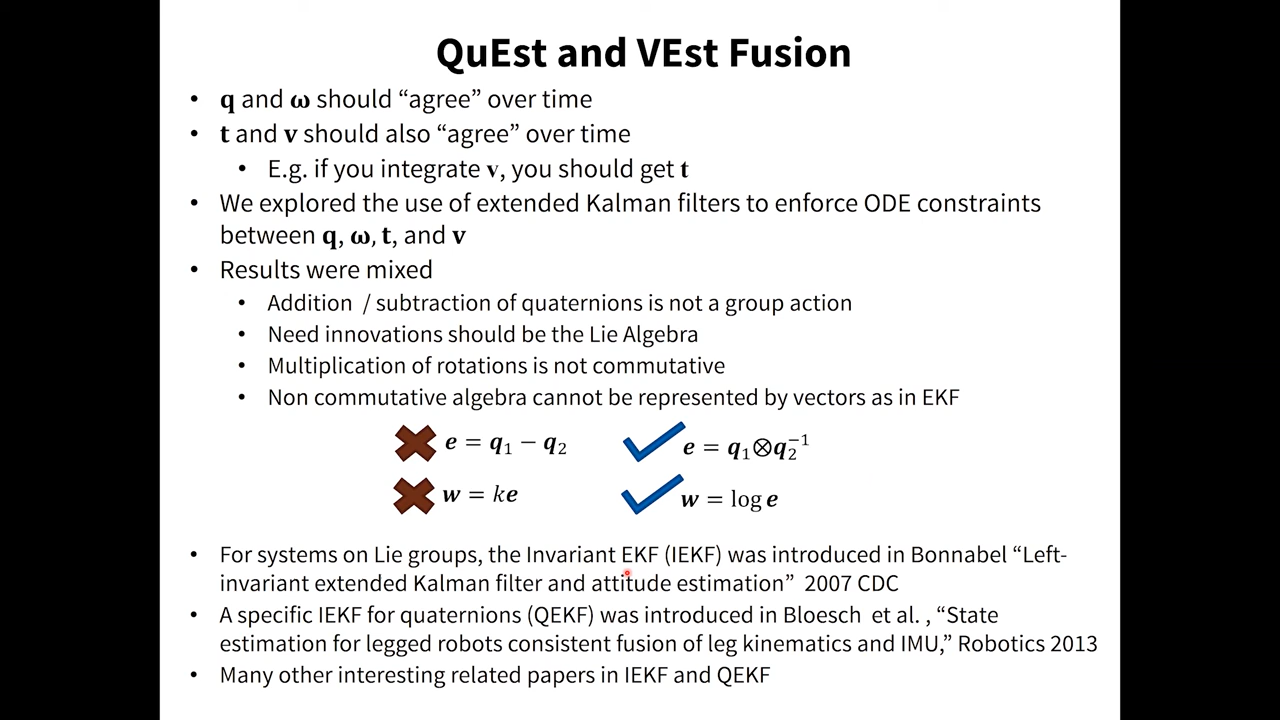 QuEst and VEst Fusion
• q and ω should “agree” over time
• t and v should also “agree” over time
• E.g. if you integrate v, you should get t
• We explored the use of extended Kalman filters to enforce ODE constraints
between q, ω, t, and v
• Results were mixed
• Addition / subtraction of quaternions is not a group action
• Need innovations should be the Lie Algebra
• Multiplication of rotations is not commutative
• Non commutative algebra cannot be represented by vectors as in EKF
e = q₁ − q₂ e = q₁⊗q₂⁻¹
w = ke w = log e
• For systems on Lie groups, the Invariant EKF (IEKF) was introduced in Bonnabel “Left-
invariant extended Kalman filter and attitude estimation” 2007 CDC
• A specific IEKF for quaternions (QEKF) was introduced in Bloesch et al. , “State
estimation for legged robots consistent fusion of leg kinematics and IMU,” Robotics 2013
• Many other interesting related papers in IEKF and QEKF